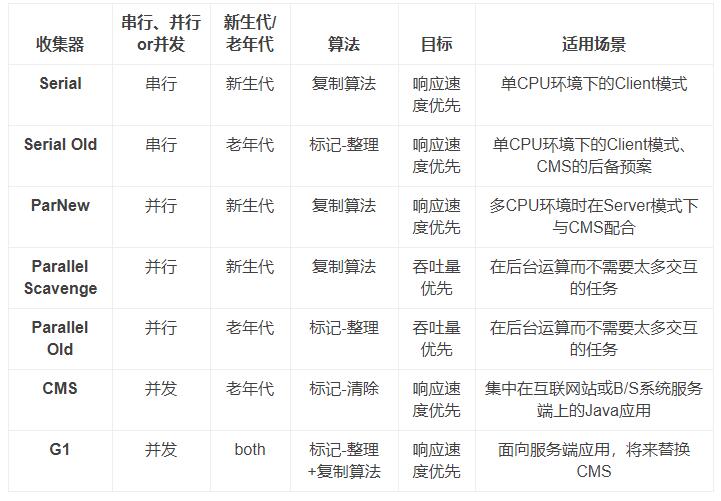 收集器 串行、并行or并发 新生代/老年代 算法 目标 适用场景
Serial 串行 新生代 复制算法 响应速度优先 单CPU环境下的Client模式
Serial Old 串行 老年代 标记-整理 响应速度优先 单CPU环境下的Client模式、CMS的后备预案
ParNew 并行 新生代 复制算法 响应速度优先 多CPU环境时在Server模式下与CMS配合
Parallel Scavenge 并行 新生代 复制算法 吞吐量优先 在后台运算而不需要太多交互的任务
Parallel Old 并行 老年代 标记-整理 吞吐量优先 在后台运算而不需要太多交互的任务
CMS 并发 老年代 标记-清除 响应速度优先 集中在互联网站或B/S系统服务端上的Java应用
G1 并发 both 标记-整理+复制算法 响应速度优先 面向服务端应用，将来替换CMS